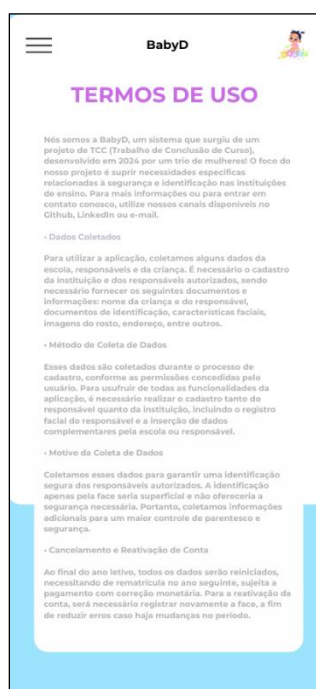 BabyD
TERMOS DE USO
Nós somos a BabyD, um sistema que surgiu de um
projeto de TCC (Trabalho de Conclusão de Curso),
desenvolvido em 2024 por um trio de mulheres! O foco do
nosso projeto é suprir necessidades específicas
relacionadas à segurança e identificação nas instituições
de ensino. Para mais informações ou para entrar em
contato conosco, utilize nossos canais disponíveis no
Github, LinkedIn ou e-mail.
• Dados Coletados
Para utilizar a aplicação, coletamos alguns dados da
escola, responsáveis e da criança. É necessário o cadastro
da instituição e dos responsáveis autorizados, sendo
necessário fornecer os seguintes documentos e
informações: nome da criança e do responsável,
documentos de identificação, características faciais,
imagens do rosto, endereço, entre outros.
• Método de Coleta de Dados
Esses dados são coletados durante o processo de
cadastro, conforme as permissões concedidas pelo
usuário. Para usufruir de todas as funcionalidades da
aplicação, é necessário realizar o cadastro tanto do
responsável quanto da instituição, incluindo o registro
facial do responsável e a inserção de dados
complementares pela escola ou responsável.
• Motivo da Coleta de Dados
Coletamos esses dados para garantir uma identificação
segura dos responsáveis autorizados. A identificação
apenas pela face seria superficial e não ofereceria a
segurança necessária. Portanto, coletamos informações
adicionais para um maior controle de parentesco e
segurança.
• Cancelamento e Reativação de Conta
Ao final do ano letivo, todos os dados serão reiniciados,
necessitando de rematrícula no ano seguinte, sujeita a
pagamento com correção monetária. Para a reativação da
conta, será necessário registrar novamente a face, a fim
de reduzir erros caso haja mudanças no período.